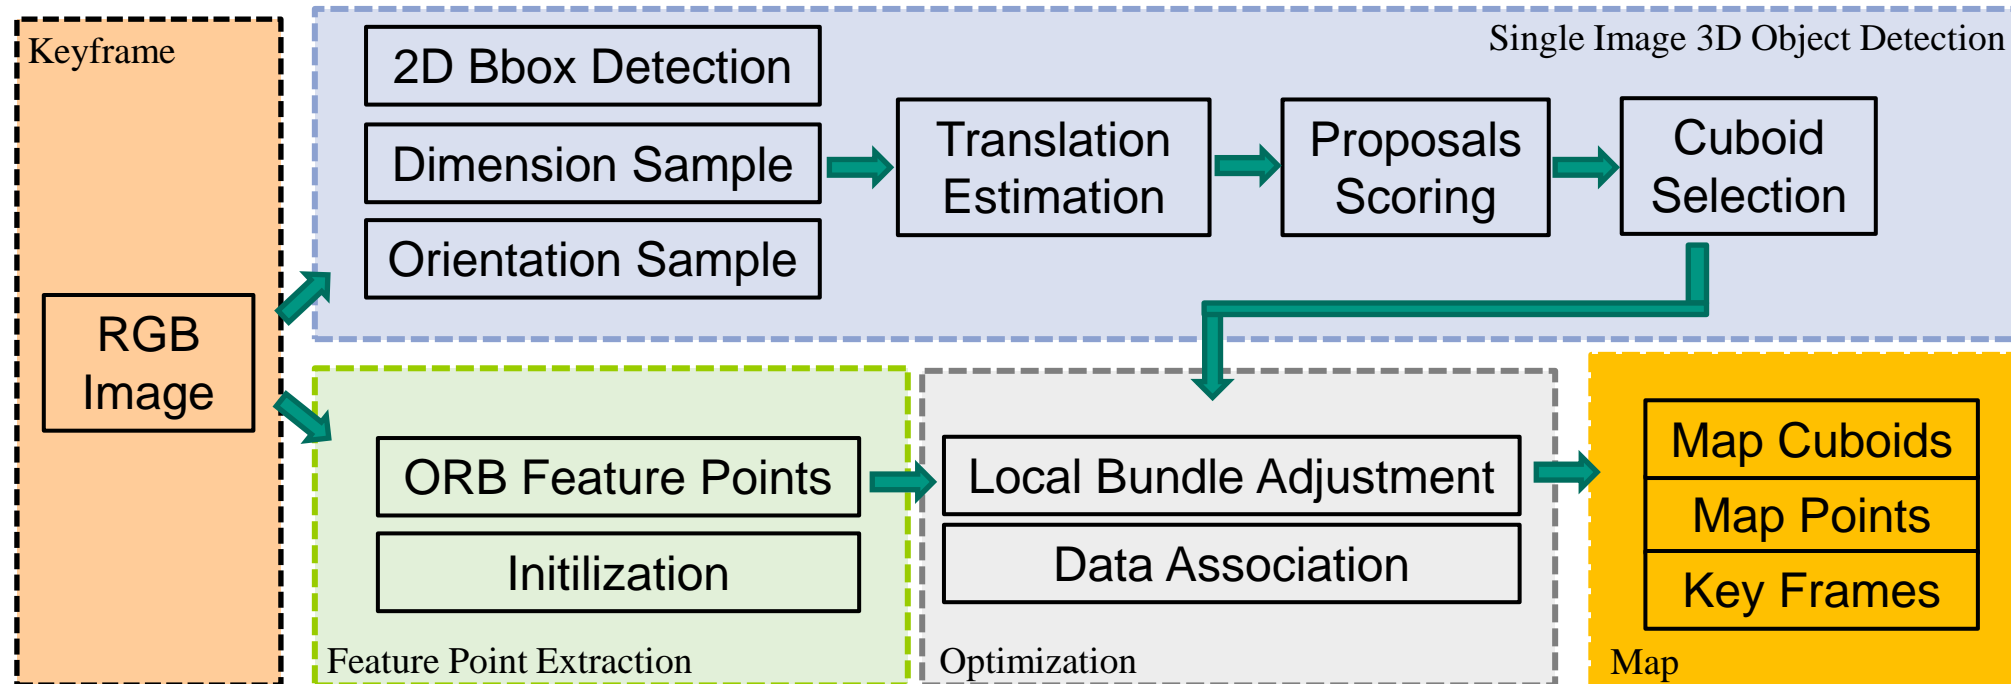 Keyframe
RGB
Image
Single Image 3D Object Detection
2D Bbox Detection
Dimension Sample
Orientation Sample
Translation
Estimation
Proposals
Scoring
Cuboid
Selection
ORB Feature Points
Initilization
Feature Point Extraction
Local Bundle Adjustment
Data Association
Optimization
Map Cuboids
Map Points
Key Frames
Map